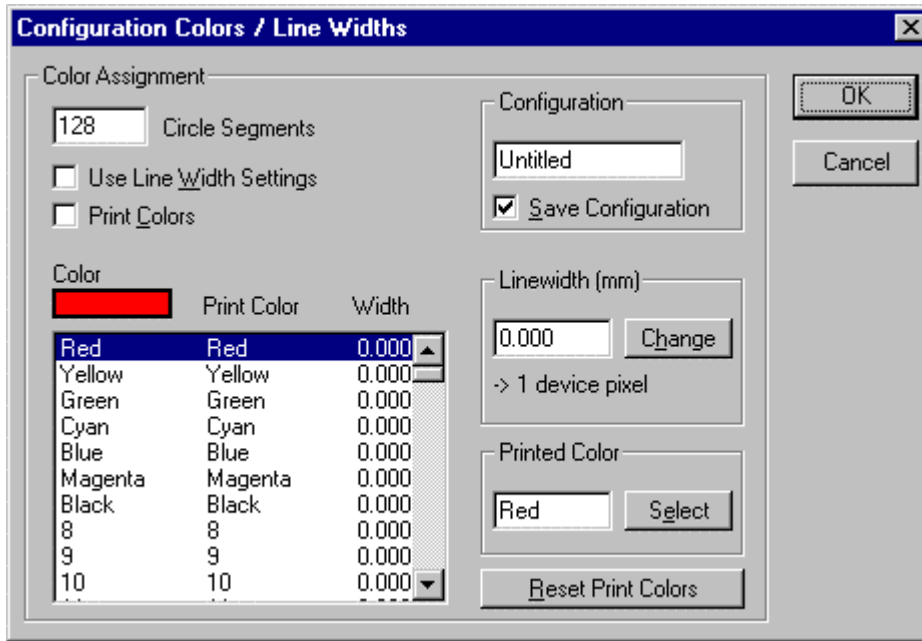 Configuration Colors / Line Widths
Color Assignment
128 Circle Segments
Use Line Width Settings
Print Colors
Configuration
Untitled
Save Configuration
OK
Cancel
Color
Print Color Width
Red Red 0.000
Yellow Yellow 0.000
Green Green 0.000
Cyan Cyan 0.000
Blue Blue 0.000
Magenta Magenta 0.000
Black Black 0.000
8 8 0.000
9 9 0.000
10 10 0.000
Linewidth (mm)
0.000 Change
-> 1 device pixel
Printed Color
Red Select
Reset Print Colors